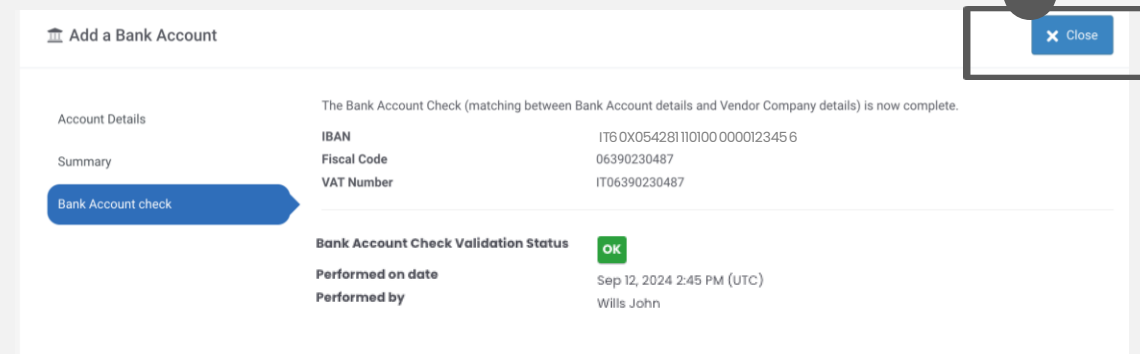 Add a Bank Account
Close
Account Details
Summary
Bank Account check
The Bank Account Check (matching between Bank Account details and Vendor Company details) is now complete.
IBAN IT60X0542811101000000123456
Fiscal Code 06390230487
VAT Number IT06390230487
Bank Account Check Validation Status OK
Performed on date Sep 12, 2024 2:45 PM (UTC)
Performed by Wills John